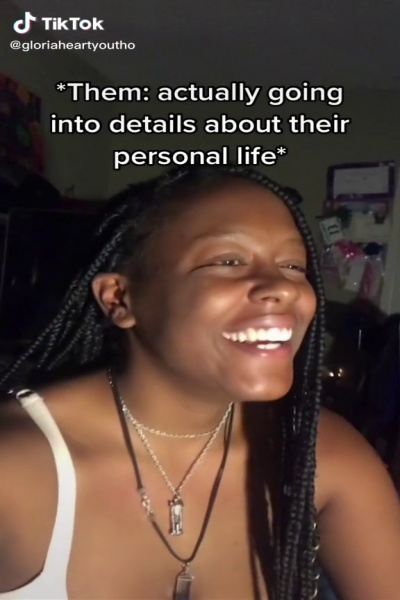 TikTok
@gloriaheartyoutho
*Them: actually going
into details about their
personal life*